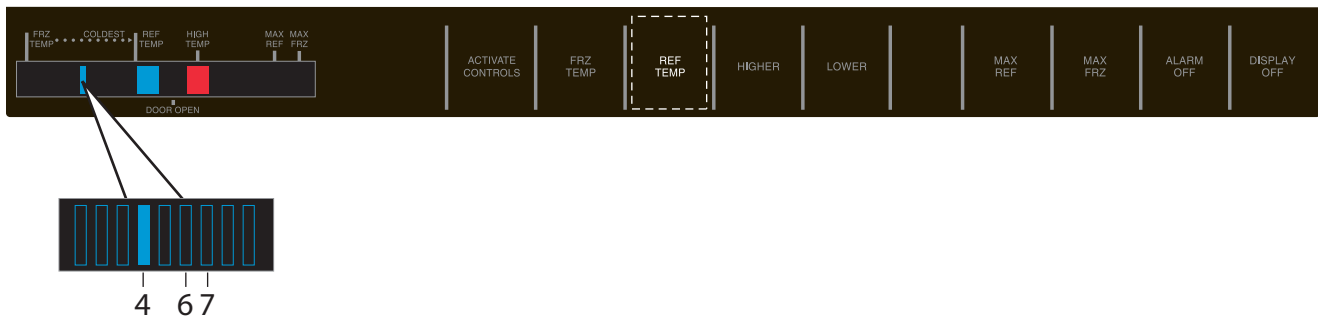 FRZ
TEMP
COLDEST
REF
TEMP
HIGH
TEMP
MAX
REF
MAX
FRZ
DOOR OPEN
ACTIVATE
CONTROLS
FRZ
TEMP
REF
TEMP
HIGHER
LOWER
MAX
REF
MAX
FRZ
ALARM
OFF
DISPLAY
OFF
4 6 7